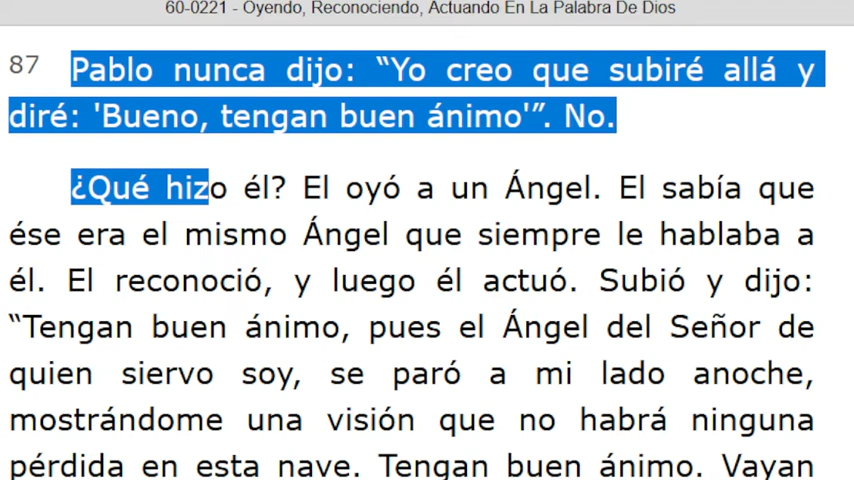 60-0221 - Oyendo, Reconociendo, Actuando En La Palabra De Dios
87 Pablo nunca dijo: “Yo creo que subiré allá y
diré: 'Bueno, tengan buen ánimo'”. No.
¿Qué hizo él? El oyó a un Ángel. El sabía que
ése era el mismo Ángel que siempre le hablaba a
él. El reconoció, y luego él actuó. Subió y dijo:
“Tengan buen ánimo, pues el Ángel del Señor de
quien siervo soy, se paró a mi lado anoche,
mostrándome una visión que no habrá ninguna
pérdida en esta nave. Tengan buen ánimo. Vayan